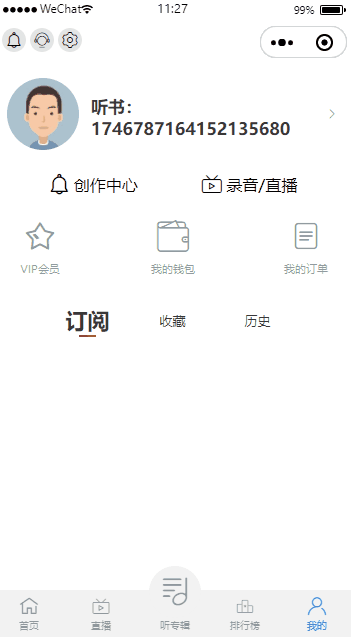 WeChat 11:27 99%
听书:
1746787164152135680
创作中心 录音/直播
VIP会员 我的钱包 我的订单
订阅 收藏 历史
首页 直播 听专辑 排行榜 我的